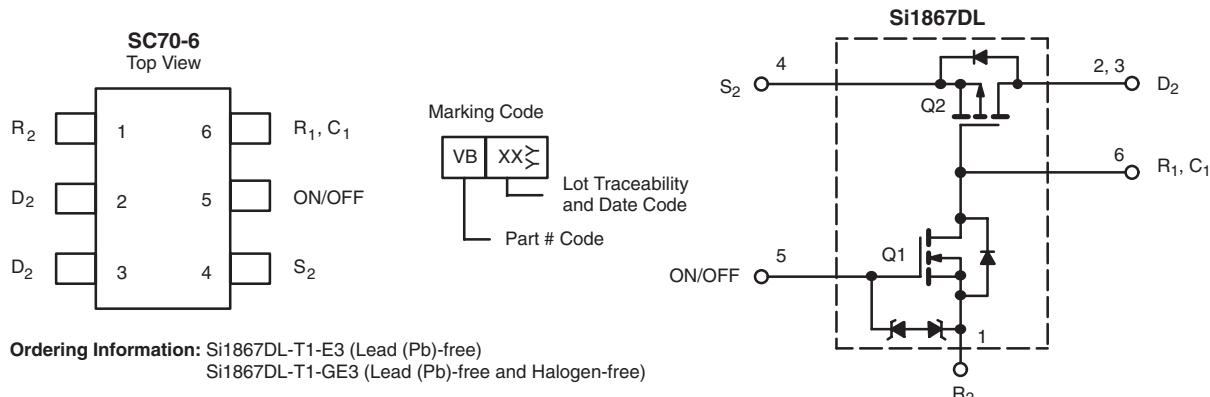 Si1867DL
SC70-6
Top View
R2
1
6
R1, C1
D2
2
5
ON/OFF
D2
3
4
S2
Marking Code
VB
XX
YY
Lot Traceability
and Date Code
Part # Code
S2
4
Q2
2, 3
D2
6
R1, C1
Q1
ON/OFF
5
1
R2
Ordering Information: Si1867DL-T1-E3 (Lead (Pb)-free)
Si1867DL-T1-GE3 (Lead (Pb)-free and Halogen-free)